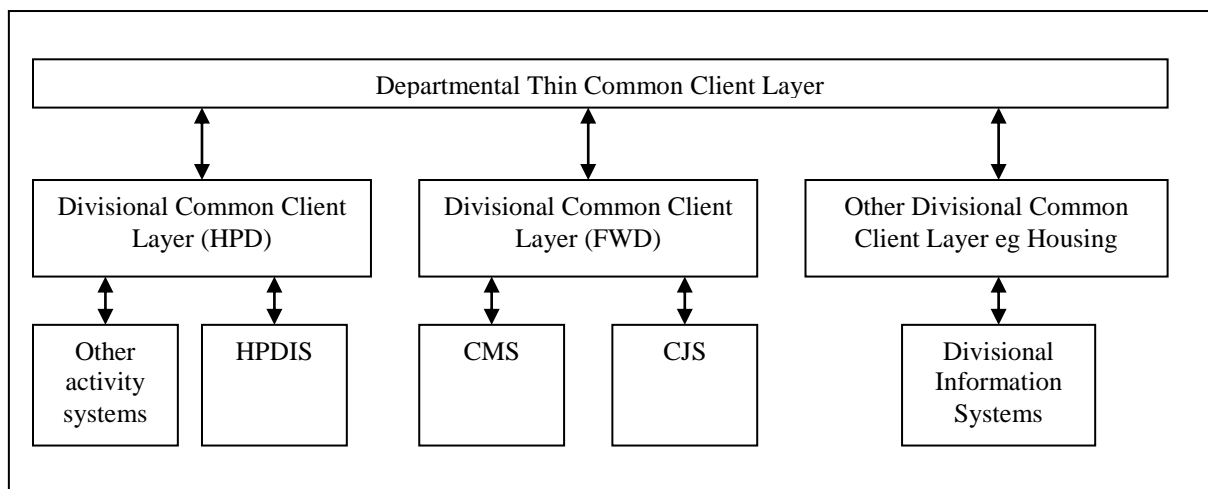 Departmental Thin Common Client Layer
Divisional Common Client
Layer (HPD)
Divisional Common Client
Layer (FWD)
Other Divisional Common
Client Layer eg Housing
Other
activity
systems
HPDIS
CMS
CJS
Divisional
Information
Systems